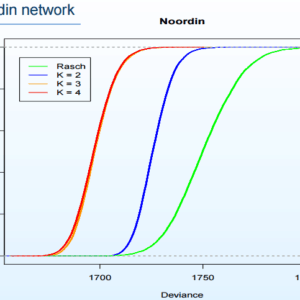 din network
Noordin
Rasch
K = 2
K = 3
K = 4
1700
1750
Deviance